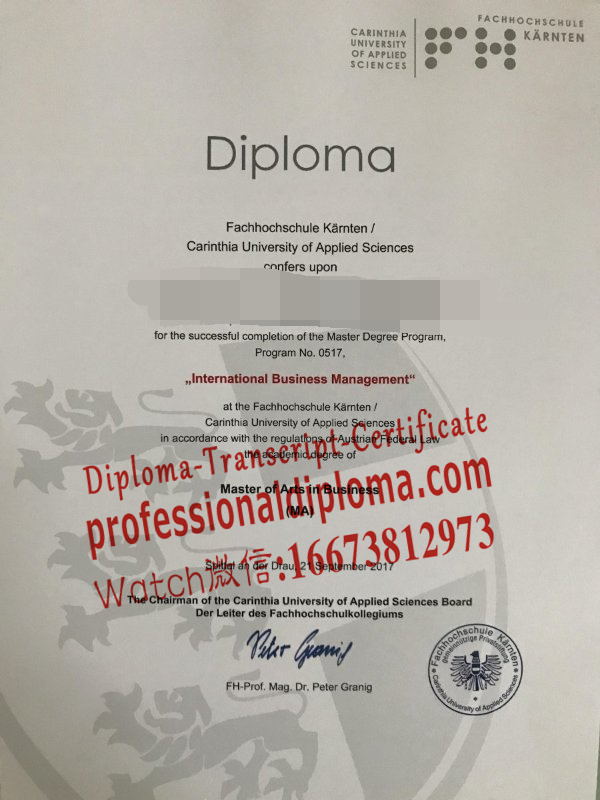 CARINTHIA
UNIVERSITY
OF APPLIED
SCIENCES
FACHHOCHSCHULE
KÄRNTEN
Diploma
Fachhochschule Kärnten /
Carinthia University of Applied Sciences
confers upon
for the successful completion of the Master Degree Program,
Program No. 0517,
„International Business Management“
at the Fachhochschule Kärnten /
Carinthia University of Applied Sciences
in accordance with the regulations of Austrian Federal Law
the academic degree of
Diploma-Transcript-Certificate
Master of Arts in Business
(MA)
professionaldiploma.com
Spittal an der Drau, 21 September 2017
Watch微信:16673812973
The Chairman of the Carinthia University of Applied Sciences Board
Der Leiter des Fachhochschulkollegiums
Peter Granig
FH-Prof. Mag. Dr. Peter Granig
Fachhochschule Kärnten
gemeinnützige Privatstiftung
Carinthia University of Applied Sciences